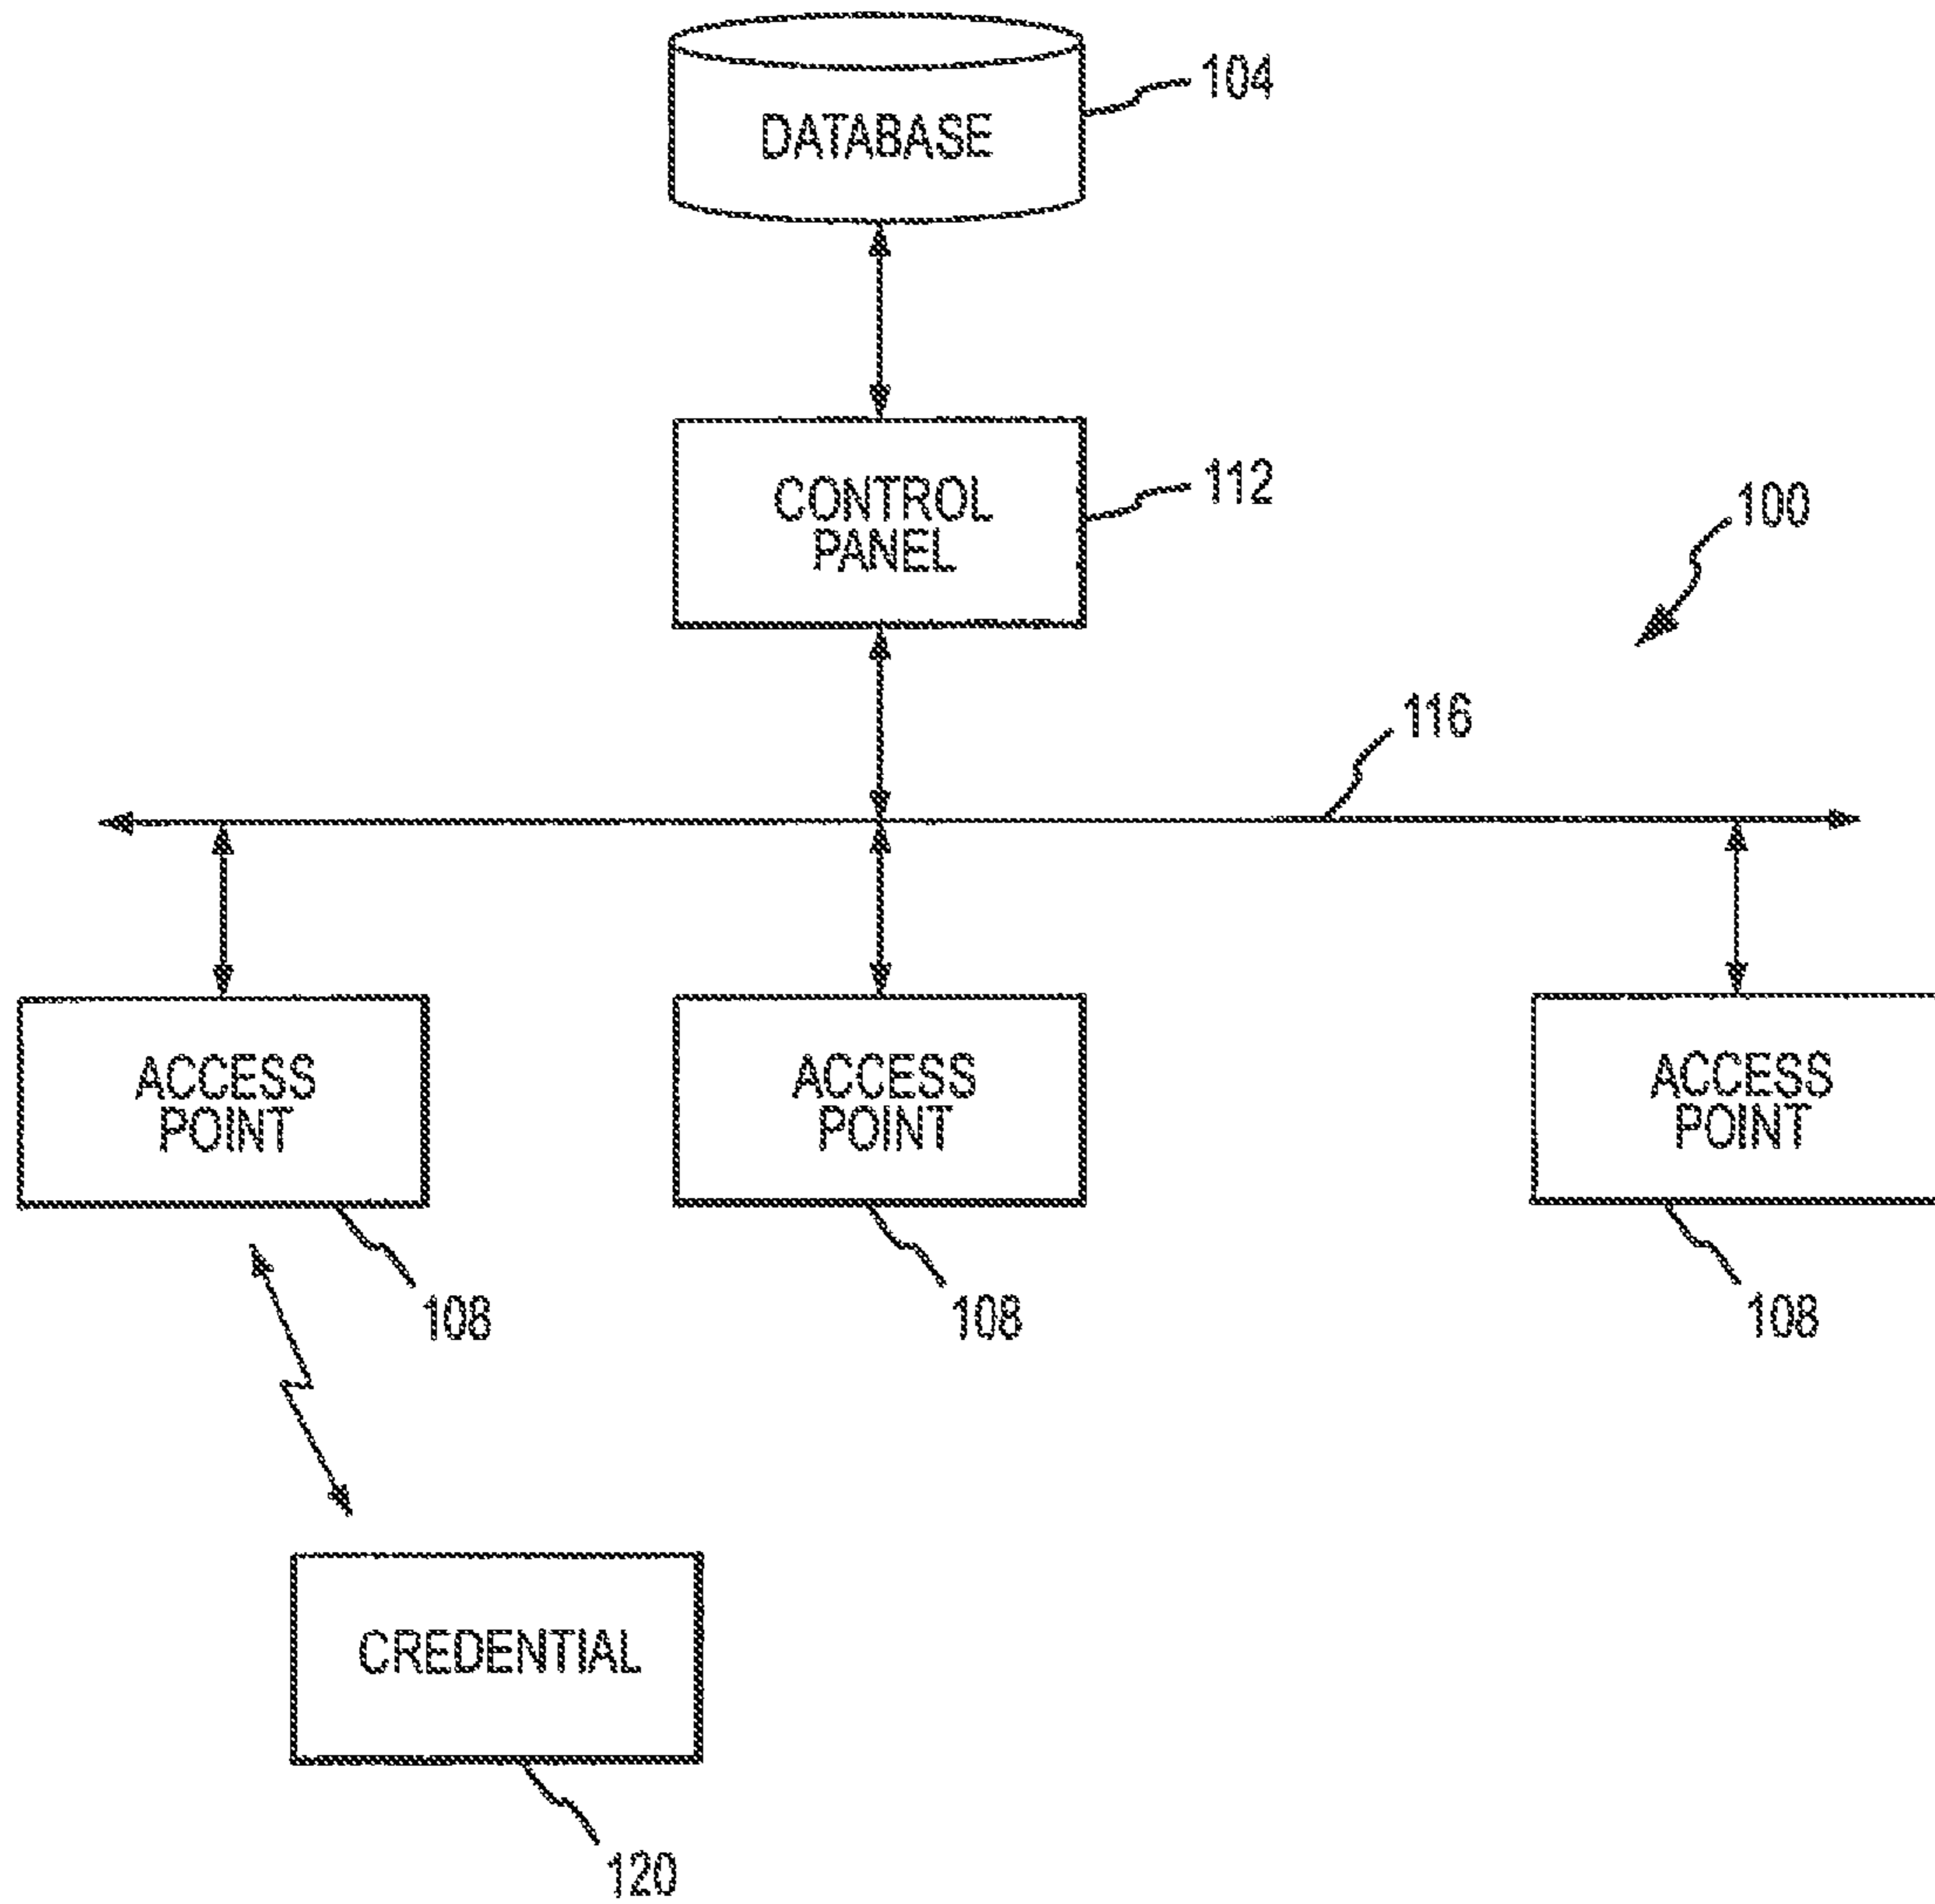 104
DATABASE
112
CONTROL
PANEL
100
116
ACCESS
POINT
ACCESS
POINT
ACCESS
POINT
108
108
108
CREDENTIAL
120